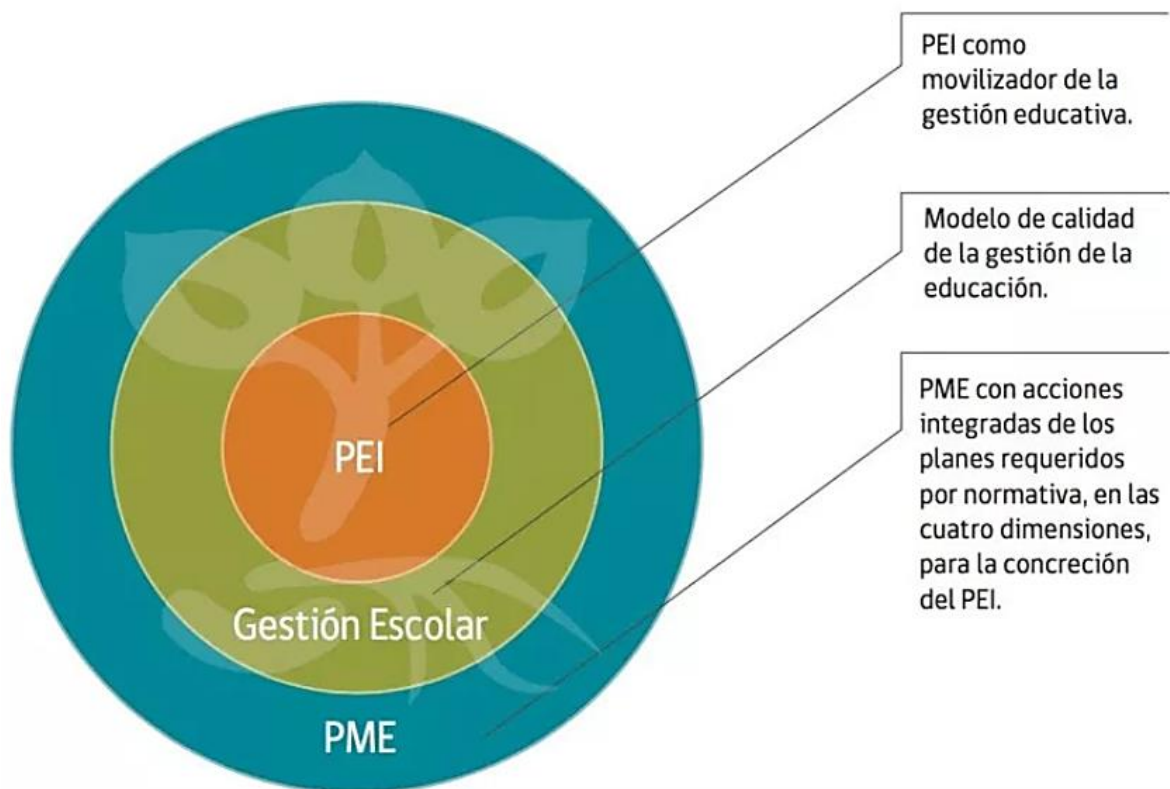 PEI como
movilizador de la
gestión educativa.
Modelo de calidad
de la gestión de la
educación.
PME con acciones
integradas de los
planes requeridos
por normativa, en las
cuatro dimensiones,
para la concreción
del PEI.
PEI
Gestión Escolar
PME